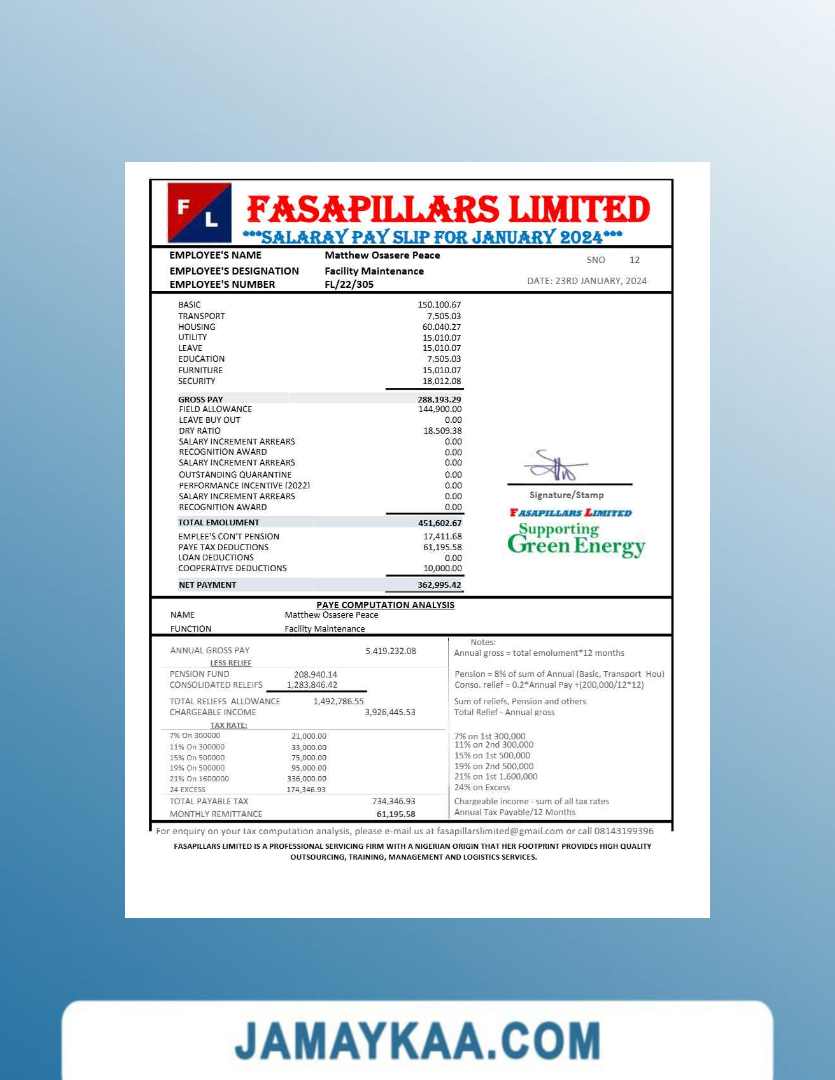 F L
FASAPILLARS LIMITED
***SALARAY PAY SLIP FOR JANUARY 2024***
EMPLOYEE'S NAME Matthew Osasere Peace SNO 12
EMPLOYEE'S DESIGNATION Facility Maintenance
EMPLOYEE'S NUMBER FL/22/305 DATE: 23RD JANUARY, 2024
BASIC 150.100.67
TRANSPORT 7,505.03
HOUSING 60.040.27
UTILITY 15.010.07
LEAVE 15,010.07
EDUCATION 7.505.03
FURNITURE 15,010.07
SECURITY 18,012.08
GROSS PAY 288.193.29
FIELD ALLOWANCE 144,900.00
LEAVE BUY OUT 0.00
DRY RATIO 18.509.38
SALARY INCREMENT ARREARS 0.00
RECOGNITION AWARD 0.00
SALARY INCREMENT ARREARS 0.00
OUTSTANDING QUARANTINE 0.00
PERFORMANCE INCENTIVE (2022) 0.00
SALARY INCREMENT ARREARS 0.00
RECOGNITION AWARD 0.00
Signature/Stamp
FASAPILLARS LIMITED
Supporting
Green Energy
TOTAL EMOLUMENT 451,602.67
EMPLEE'S CON'T PENSION 17,411.68
PAYE TAX DEDUCTIONS 61,195.58
LOAN DEDUCTIONS 0.00
COOPERATIVE DEDUCTIONS 10,000.00
NET PAYMENT 362,995.42
PAYE COMPUTATION ANALYSIS
NAME Matthew Osasere Peace
FUNCTION Facility Maintenance
Notes:
ANNUAL GROSS PAY 5.419.232.08 Annual gross = total emolument*12 months
LESS RELIEF
PENSION FUND 208,940.14 Pension = 8% of sum of Annual (Basic, Transport Hou)
CONSOLIDATED RELEIFS 1,283,846.42 Conso. relief = 0.2*Annual Pay +(200,000/12*12)
TOTAL RELIEFS ALLOWANCE 1,492,786.55 Sum of reliefs, Pension and others
CHARGEABLE INCOME 3,926,445.53 Total Relief - Annual gross
TAX RATE:
7% On 300000 21,000.00 7% on 1st 300,000
11% On 300000 33,000.00 11% on 2nd 300,000
15% On 500000 75,000.00 15% on 1st 500,000
19% On 500000 95,000.00 19% on 2nd 500,000
21% On 1600000 336,000.00 21% on 1st 1,600,000
24 EXCESS 174,346.93 24% on Excess
TOTAL PAYABLE TAX 734,346.93 Chargeable income - sum of all tax rates
MONTHLY REMITTANCE 61,195.58 Annual Tax Payable/12 Months
For enquiry on your tax computation analysis, please e-mail us at fasapillarslimited@gmail.com or call 08143199396
FASAPILLARS LIMITED IS A PROFESSIONAL SERVICING FIRM WITH A NIGERIAN ORIGIN THAT HER FOOTPRINT PROVIDES HIGH QUALITY
OUTSOURCING, TRAINING, MANAGEMENT AND LOGISTICS SERVICES.
JAMAYKAA.COM